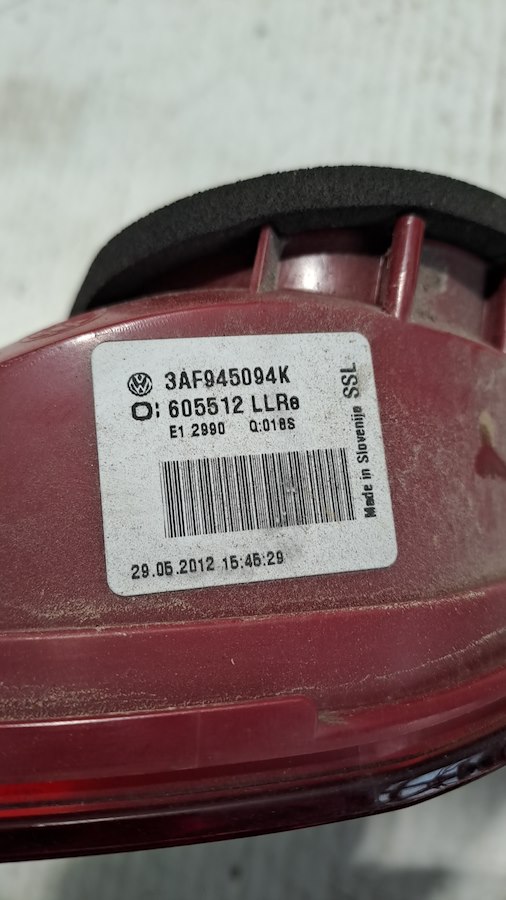 3AF945094K
605512 LLRe
E1 2990 Q:018S
29.05.2012 15:45:29
Made in Slovenije SSL